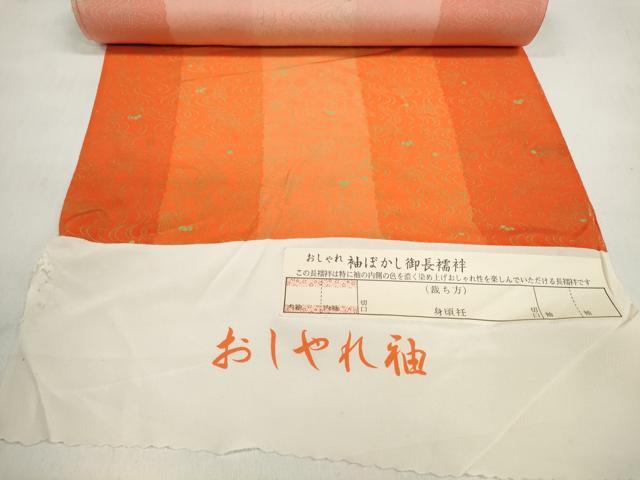 おしゃれ 袖ぼかし御長襦袢
この長襦袢は特に袖の内側の色を濃く染め上げおしゃれ性を楽しんでいただける長襦袢です
(裁ち方)
内袖 内袖 切口 身頃衽 切口 袖 袖
おしゃれ袖